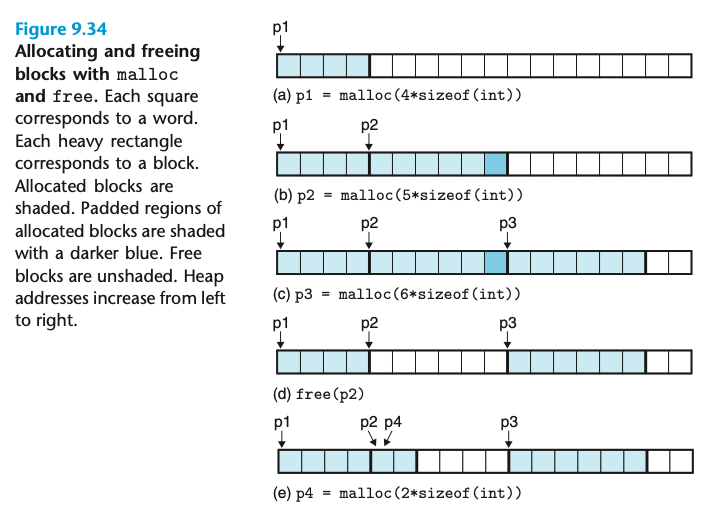 Figure 9.34
Allocating and freeing
blocks with malloc
and free. Each square
corresponds to a word.
Each heavy rectangle
corresponds to a block.
Allocated blocks are
shaded. Padded regions of
allocated blocks are shaded
with a darker blue. Free
blocks are unshaded. Heap
addresses increase from left
to right.
p1
(a) p1 = malloc(4*sizeof(int))
p1 p2
(b) p2 = malloc(5*sizeof(int))
p1 p2 p3
(c) p3 = malloc(6*sizeof(int))
p1 p2 p3
(d) free(p2)
p1 p2 p4 p3
(e) p4 = malloc(2*sizeof(int))